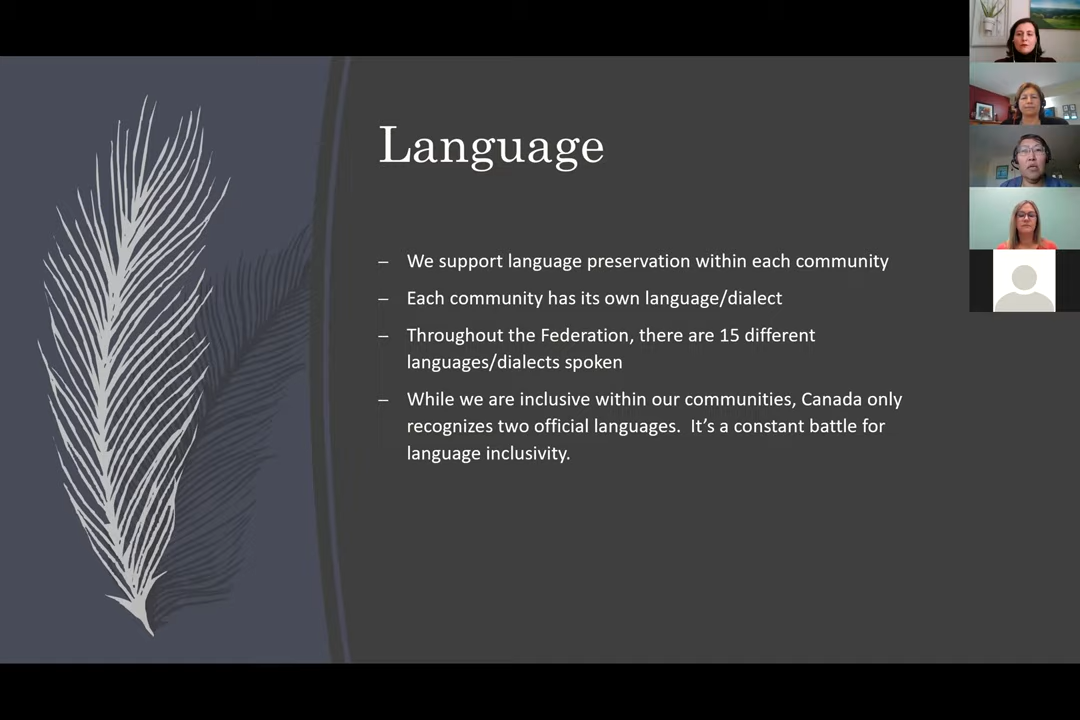 Language
– We support language preservation within each community
– Each community has its own language/dialect
– Throughout the Federation, there are 15 different
languages/dialects spoken
– While we are inclusive within our communities, Canada only
recognizes two official languages.  It’s a constant battle for
language inclusivity.